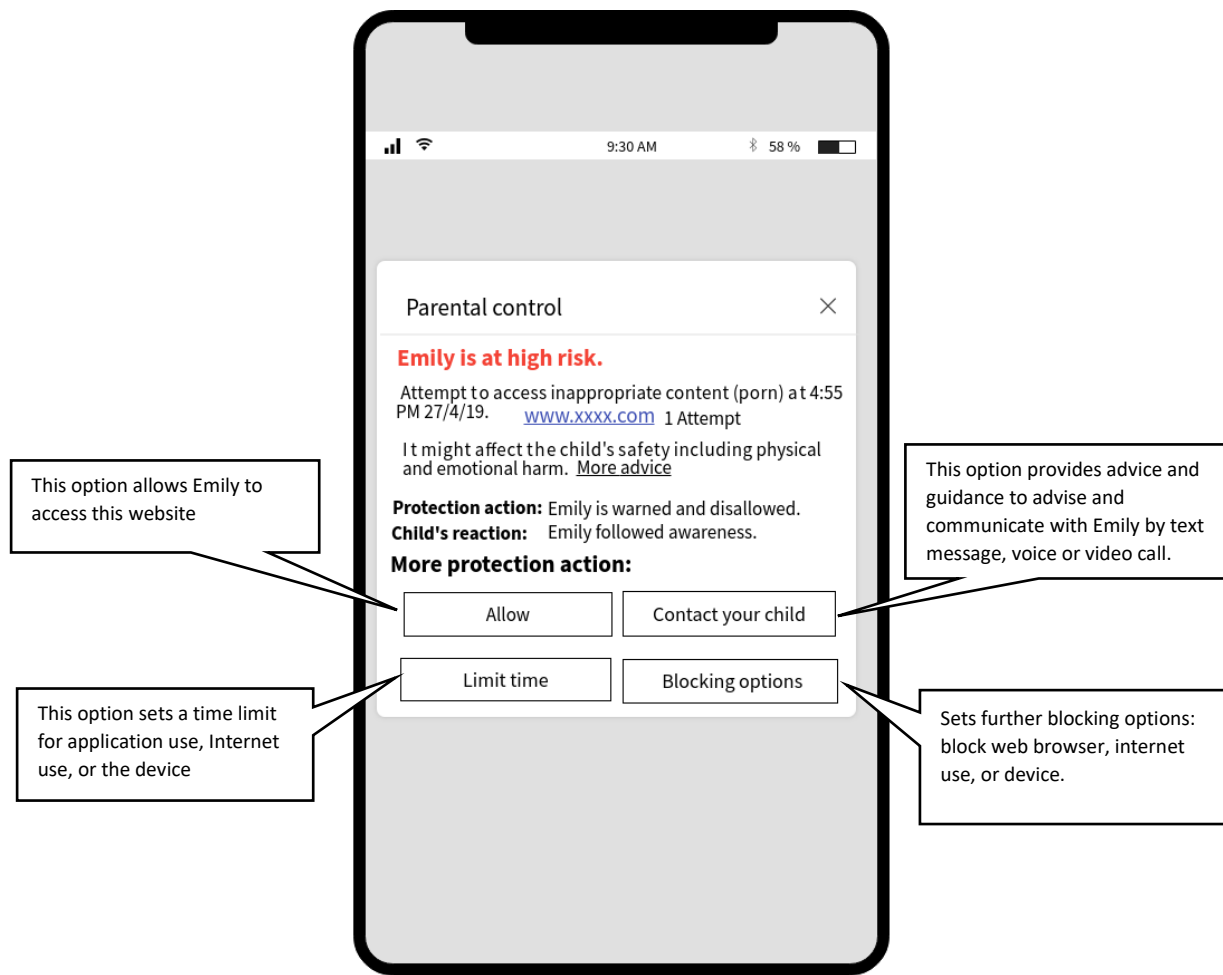 9:30 AM 58 %
Parental control
Emily is at high risk.
Attempt to access inappropriate content (porn) at 4:55
PM 27/4/19. www.xxxx.com 1 Attempt
It might affect the child's safety including physical
and emotional harm. More advice
Protection action: Emily is warned and disallowed.
Child's reaction: Emily followed awareness.
More protection action:
Allow
Contact your child
Limit time
Blocking options
This option allows Emily to
access this website
This option provides advice and
guidance to advise and
communicate with Emily by text
message, voice or video call.
This option sets a time limit
for application use, Internet
use, or the device
Sets further blocking options:
block web browser, internet
use, or device.